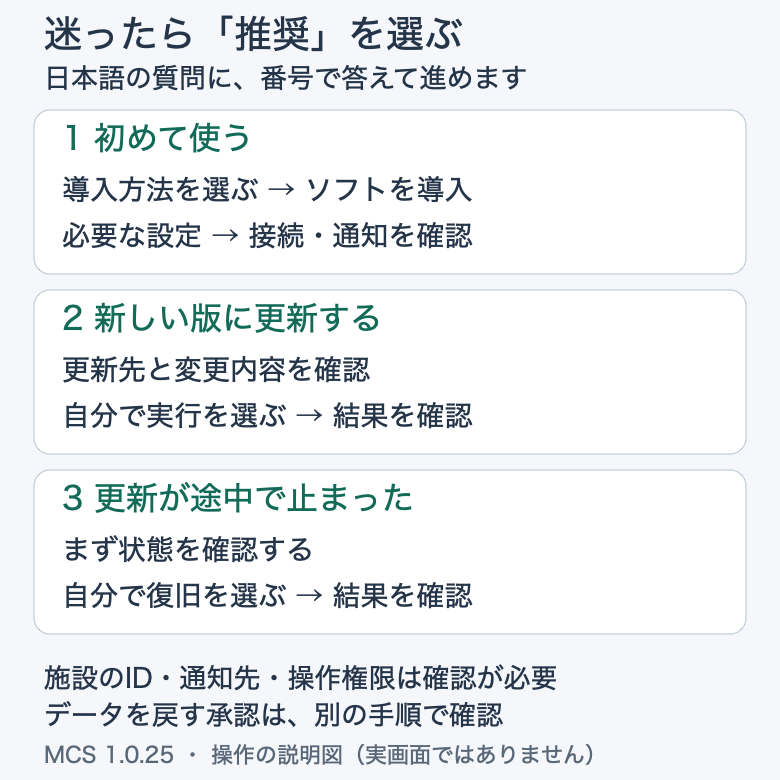 迷ったら「推奨」を選ぶ
日本語の質問に、番号で答えて進めます
1 初めて使う
導入方法を選ぶ → ソフトを導入
必要な設定 → 接続・通知を確認
2 新しい版に更新する
更新先と変更内容を確認
自分で実行を選ぶ → 結果を確認
3 更新が途中で止まった
まず状態を確認する
自分で復旧を選ぶ → 結果を確認
施設のID・通知先・操作権限は確認が必要
データを戻す承認は、別の手順で確認
MCS 1.0.25 ・ 操作の説明図（実画面ではありません）